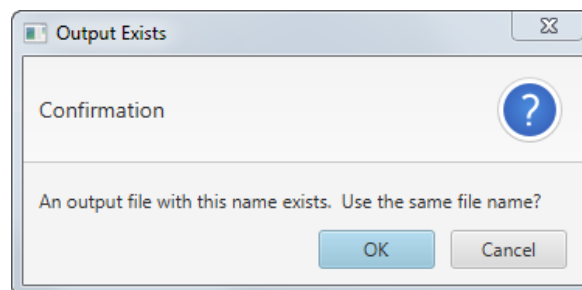 Output Exists
Confirmation
?
An output file with this name exists.  Use the same file name?
OK
Cancel